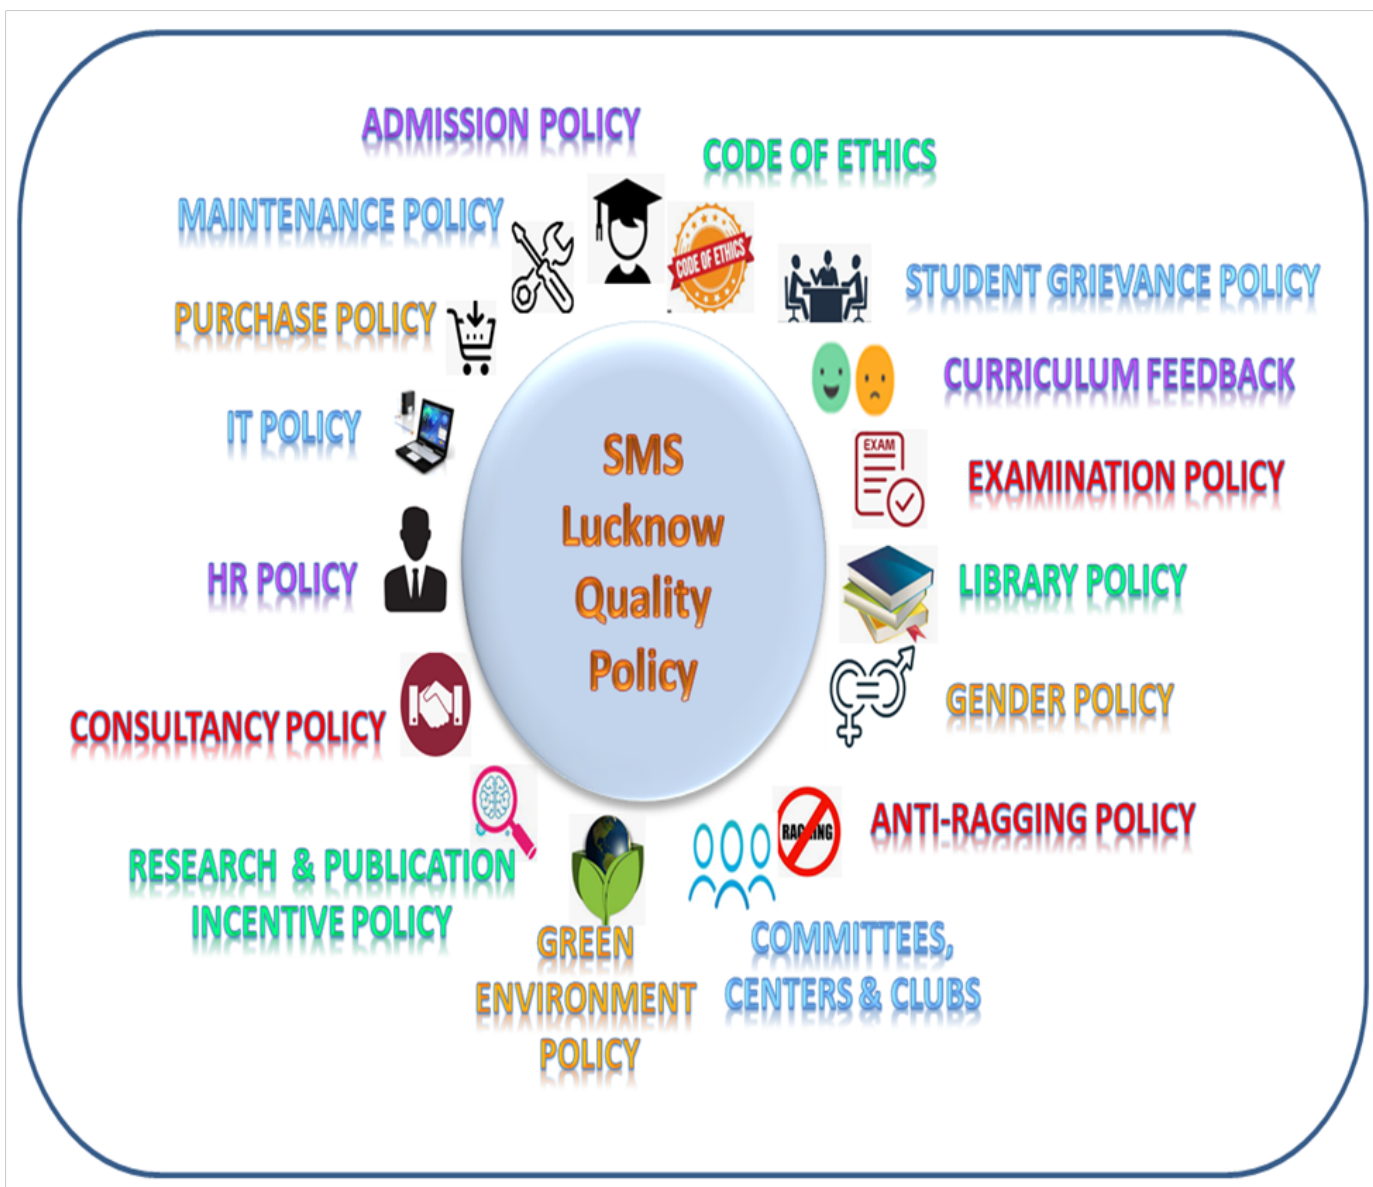 ADMISSION POLICY
CODE OF ETHICS
MAINTENANCE POLICY
CODE OF ETHICS
STUDENT GRIEVANCE POLICY
PURCHASE POLICY
CURRICULUM FEEDBACK
IT POLICY
EXAM
EXAMINATION POLICY
SMS
Lucknow
Quality
Policy
HR POLICY
LIBRARY POLICY
GENDER POLICY
CONSULTANCY POLICY
RAGGING
ANTI-RAGGING POLICY
RESEARCH & PUBLICATION
INCENTIVE POLICY
GREEN
ENVIRONMENT
POLICY
COMMITTEES,
CENTERS & CLUBS